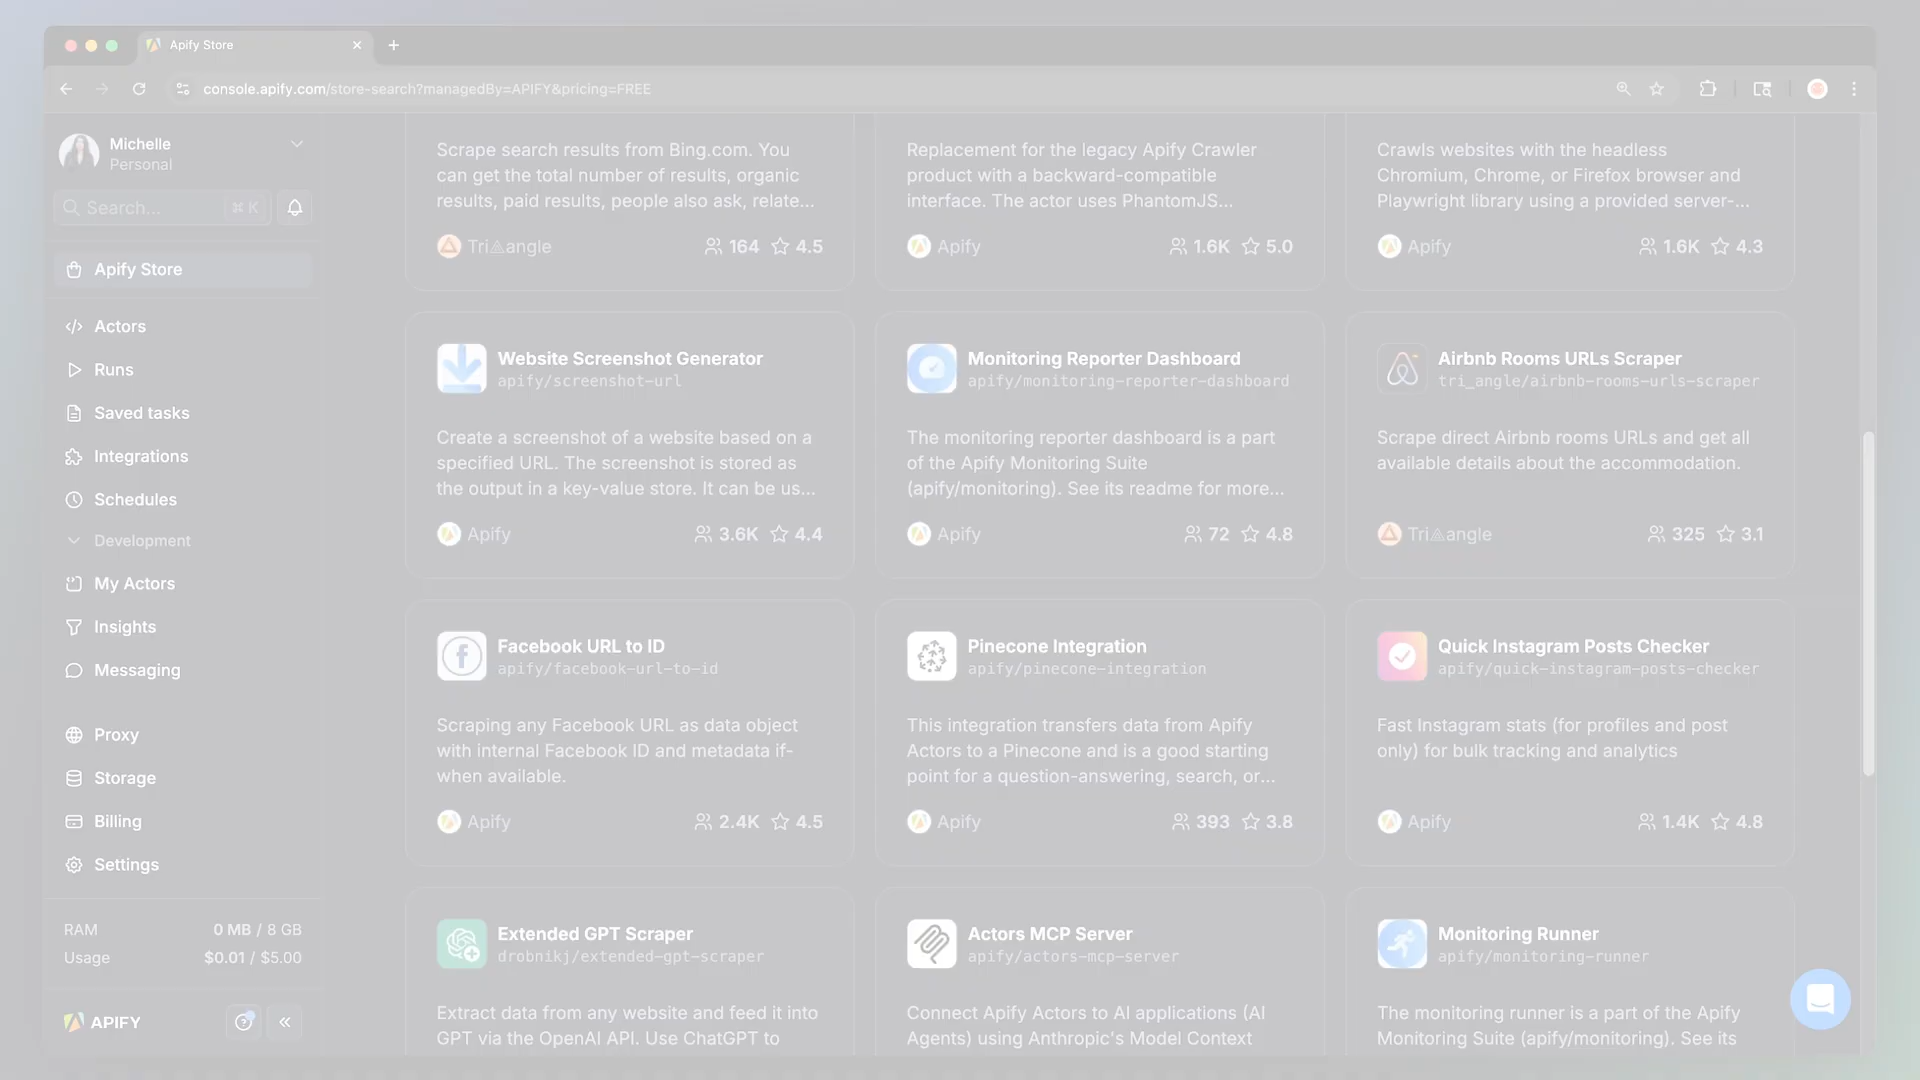 Apify Store
console.apify.com/store-search?managedBy=APIFY&pricing=FREE
Michelle
Personal
Search...
⌘ K
Apify Store
Actors
Runs
Saved tasks
Integrations
Schedules
Development
My Actors
Insights
Messaging
Proxy
Storage
Billing
Settings
RAM 0 MB / 8 GB
Usage $0.01 / $5.00
APIFY
Scrape search results from Bing.com. You
can get the total number of results, organic
results, paid results, people also ask, relate...
Tri△angle 164 4.5
Replacement for the legacy Apify Crawler
product with a backward-compatible
interface. The actor uses PhantomJS...
Apify 1.6K 5.0
Crawls websites with the headless
Chromium, Chrome, or Firefox browser and
Playwright library using a provided server-...
Apify 1.6K 4.3
Website Screenshot Generator
apify/screenshot-url
Create a screenshot of a website based on a
specified URL. The screenshot is stored as
the output in a key-value store. It can be us...
Apify 3.6K 4.4
Monitoring Reporter Dashboard
apify/monitoring-reporter-dashboard
The monitoring reporter dashboard is a part
of the Apify Monitoring Suite
(apify/monitoring). See its readme for more...
Apify 72 4.8
Airbnb Rooms URLs Scraper
tri_angle/airbnb-rooms-urls-scraper
Scrape direct Airbnb rooms URLs and get all
available details about the accommodation.
Tri△angle 325 3.1
Facebook URL to ID
apify/facebook-url-to-id
Scraping any Facebook URL as data object
with internal Facebook ID and metadata if-
when available.
Apify 2.4K 4.5
Pinecone Integration
apify/pinecone-integration
This integration transfers data from Apify
Actors to a Pinecone and is a good starting
point for a question-answering, search, or...
Apify 393 3.8
Quick Instagram Posts Checker
apify/quick-instagram-posts-checker
Fast Instagram stats (for profiles and post
only) for bulk tracking and analytics
Apify 1.4K 4.8
Extended GPT Scraper
drobnikj/extended-gpt-scraper
Extract data from any website and feed it into
GPT via the OpenAI API. Use ChatGPT to
Actors MCP Server
apify/actors-mcp-server
Connect Apify Actors to AI applications (AI
Agents) using Anthropic's Model Context
Monitoring Runner
apify/monitoring-runner
The monitoring runner is a part of the Apify
Monitoring Suite (apify/monitoring). See its